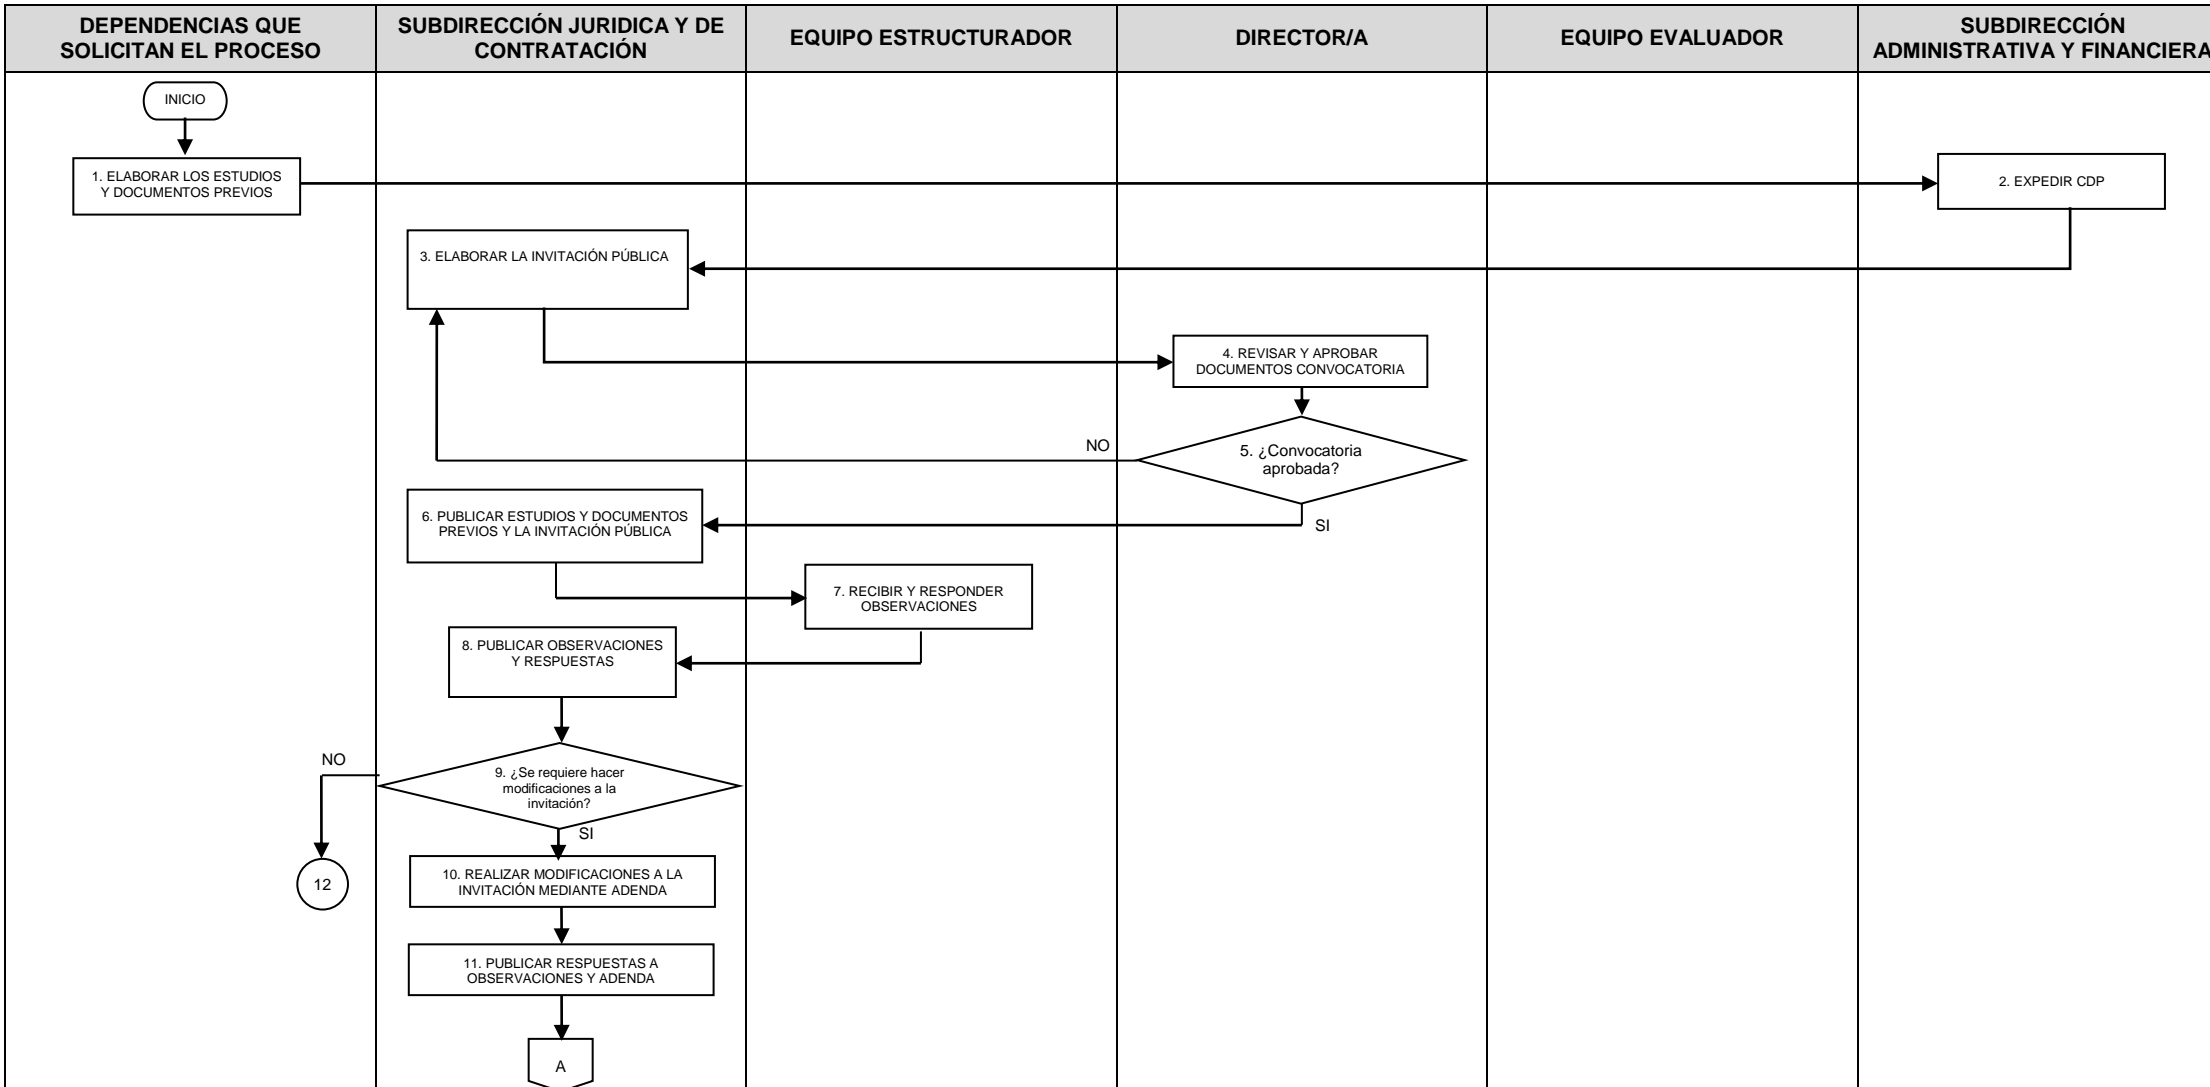 DEPENDENCIAS QUE
SOLICITAN EL PROCESO
SUBDIRECCIÓN JURIDICA Y DE
CONTRATACIÓN
EQUIPO ESTRUCTURADOR
DIRECTOR/A
EQUIPO EVALUADOR
SUBDIRECCIÓN
ADMINISTRATIVA Y FINANCIERA
INICIO
1. ELABORAR LOS ESTUDIOS
Y DOCUMENTOS PREVIOS
2. EXPEDIR CDP
3. ELABORAR LA INVITACIÓN PÚBLICA
4. REVISAR Y APROBAR
DOCUMENTOS CONVOCATORIA
NO
5. ¿Convocatoria
aprobada?
SI
6. PUBLICAR ESTUDIOS Y DOCUMENTOS
PREVIOS Y LA INVITACIÓN PÚBLICA
7. RECIBIR Y RESPONDER
OBSERVACIONES
8. PUBLICAR OBSERVACIONES
Y RESPUESTAS
NO
9. ¿Se requiere hacer
modificaciones a la
invitación?
SI
12
10. REALIZAR MODIFICACIONES A LA
INVITACIÓN MEDIANTE ADENDA
11. PUBLICAR RESPUESTAS A
OBSERVACIONES Y ADENDA
A